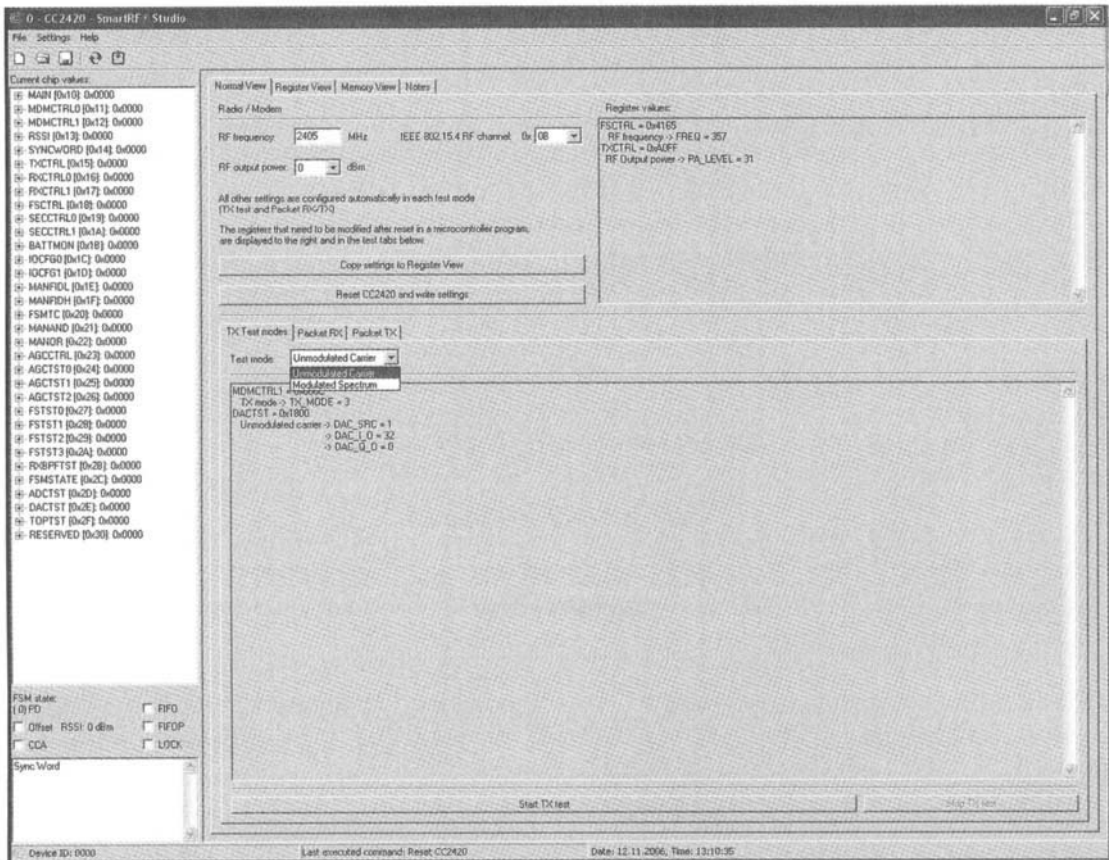 0 - CC2420 - SmartRF ® Studio
File Settings Help
Current chip values:
MAIN [0x10]: 0x0000
MDMCTRL0 [0x11]: 0x0000
MDMCTRL1 [0x12]: 0x0000
RSSI [0x13]: 0x0000
SYNCWORD [0x14]: 0x0000
TXCTRL [0x15]: 0x0000
RXCTRL0 [0x16]: 0x0000
RXCTRL1 [0x17]: 0x0000
FSCTRL [0x18]: 0x0000
SECCTRL0 [0x19]: 0x0000
SECCTRL1 [0x1A]: 0x0000
BATTMON [0x1B]: 0x0000
IOCFG0 [0x1C]: 0x0000
IOCFG1 [0x1D]: 0x0000
MANFIDL [0x1E]: 0x0000
MANFIDH [0x1F]: 0x0000
FSMTC [0x20]: 0x0000
MANAND [0x21]: 0x0000
MANOR [0x22]: 0x0000
AGCCTRL [0x23]: 0x0000
AGCTST0 [0x24]: 0x0000
AGCTST1 [0x25]: 0x0000
AGCTST2 [0x26]: 0x0000
FSTST0 [0x27]: 0x0000
FSTST1 [0x28]: 0x0000
FSTST2 [0x29]: 0x0000
FSTST3 [0x2A]: 0x0000
RXBPFTST [0x2B]: 0x0000
FSMSTATE [0x2C]: 0x0000
ADCTST [0x2D]: 0x0000
DACTST [0x2E]: 0x0000
TOPTST [0x2F]: 0x0000
RESERVED [0x30]: 0x0000
FSM state:
( 0) PD
FIFO
Offset RSSI: 0 dBm
FIFOP
CCA
LOCK
Sync Word
Normal View Register View Memory View Notes
Radio / Modem
RF frequency: 2405 MHz IEEE 802.15.4 RF channel: 0x 0B
RF output power: 0 dBm
All other settings are configured automatically in each test mode
(TX test and Packet RX/TX)
The registers that need to be modified after reset in a microcontroller program,
are displayed to the right and in the test tabs below.
Copy settings to Register View
Reset CC2420 and write settings
Register values:
FSCTRL = 0x4165
RF frequency -> FREQ = 357
TXCTRL = 0xA0FF
RF Output power -> PA_LEVEL = 31
TX Test modes Packet RX Packet TX
Test mode: Unmodulated Carrier
Unmodulated Carrier
Modulated Spectrum
MDMCTRL1 = 0x000C
TX mode -> TX_MODE = 3
DACTST = 0x1800
Unmodulated carrier -> DAC_SRC = 1
-> DAC_I_O = 32
-> DAC_Q_O = 0
Start TX test
Stop TX test
Device ID: 0000
Last executed command: Reset CC2420
Date: 12.11.2006, Time: 13:10:35